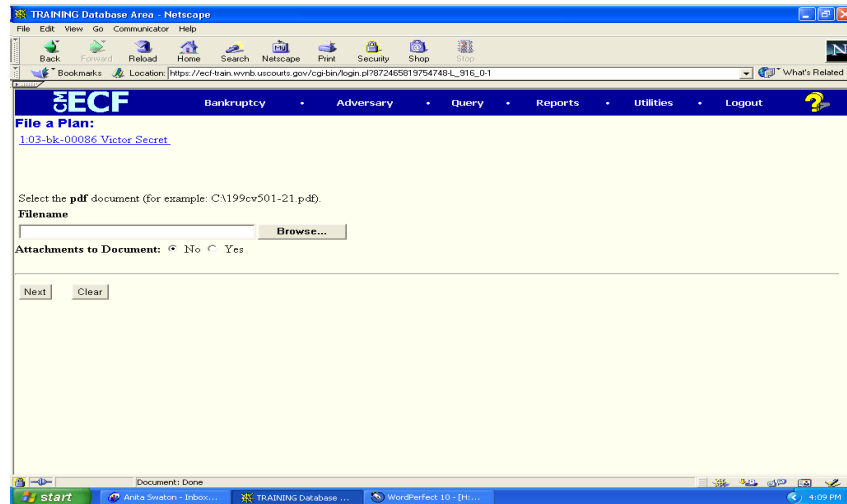 TRAINING Database Area - Netscape
File Edit View Go Communicator Help
Back Forward Reload Home Search Netscape Print Security Shop Stop
Bookmarks Location: https://ecf-train.wvnb.uscourts.gov/cgi-bin/login.pl?872465819754748-L_916_0-1 What's Related
CM ECF Bankruptcy • Adversary • Query • Reports • Utilities • Logout ?
File a Plan:
1:03-bk-00086 Victor Secret
Select the pdf document (for example: C:\199cv501-21.pdf).
Filename
Browse...
Attachments to Document: No Yes
Next Clear
Document: Done
start Anita Swaton - Inbox... TRAINING Database ... WordPerfect 10 - [H:... 4:09 PM